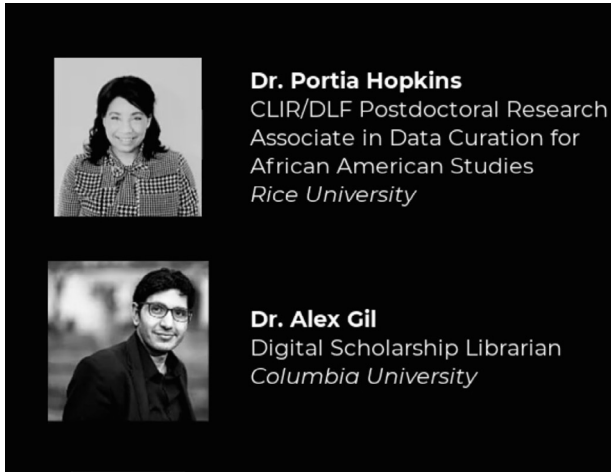 Dr. Portia Hopkins
CLIR/DLF Postdoctoral Research
Associate in Data Curation for
African American Studies
Rice University
Dr. Alex Gil
Digital Scholarship Librarian
Columbia University